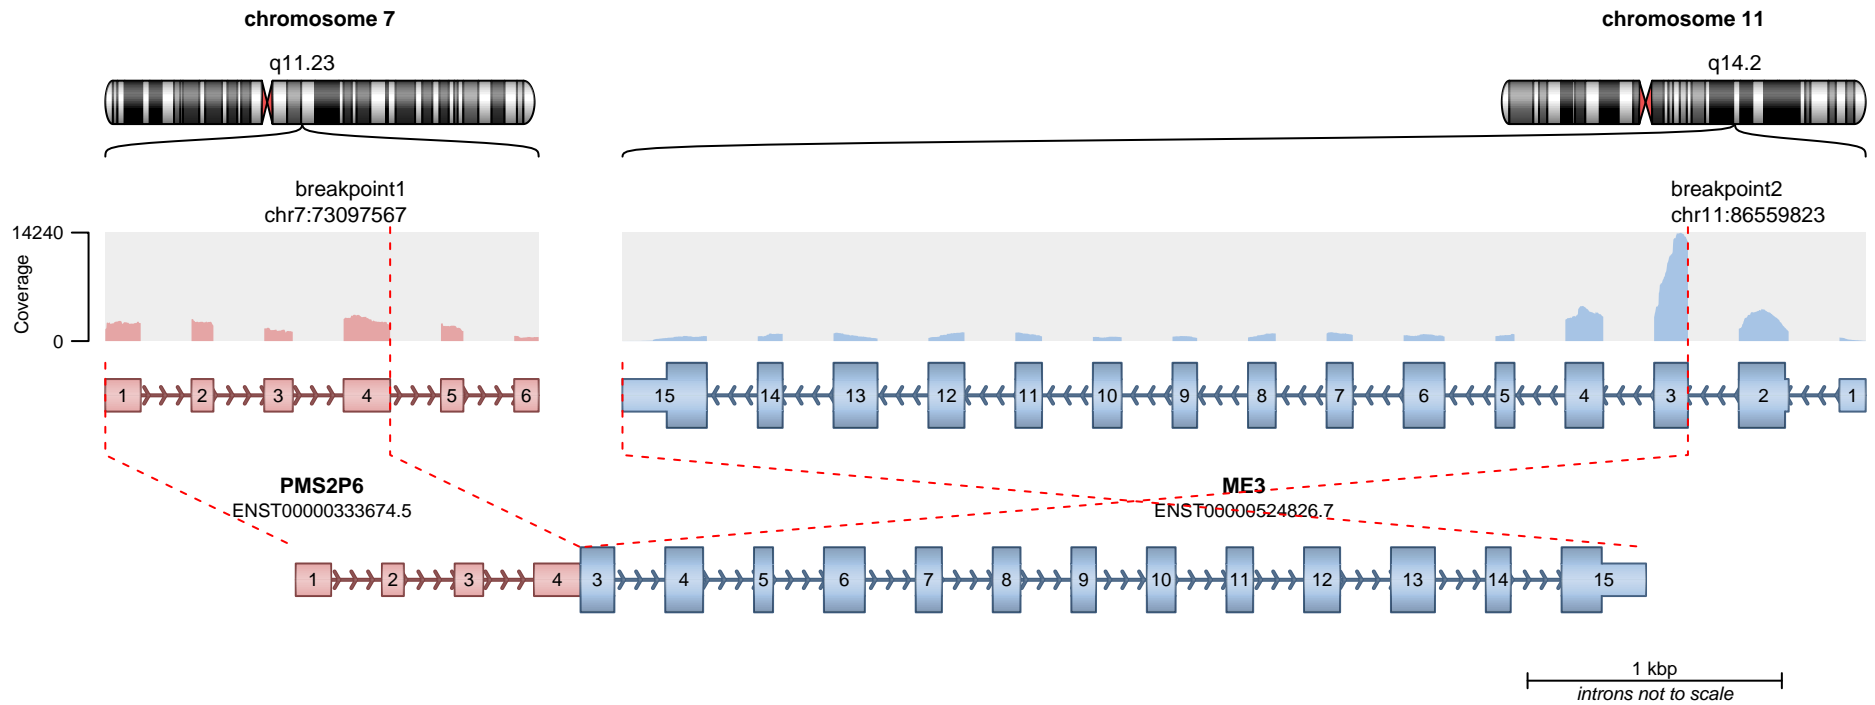 chromosome 7
chromosome 11
q11.23
q14.2
breakpoint1
chr7:73097567
breakpoint2
chr11:86559823
14240
Coverage
0
1 2 3 4 5 6
15 14 13 12 11 10 9 8 7 6 5 4 3 2 1
PMS2P6
ENST00000333674.5
ME3
ENST00000524826.7
1 2 3 4 3 4 5 6 7 8 9 10 11 12 13 14 15
1 kbp
introns not to scale